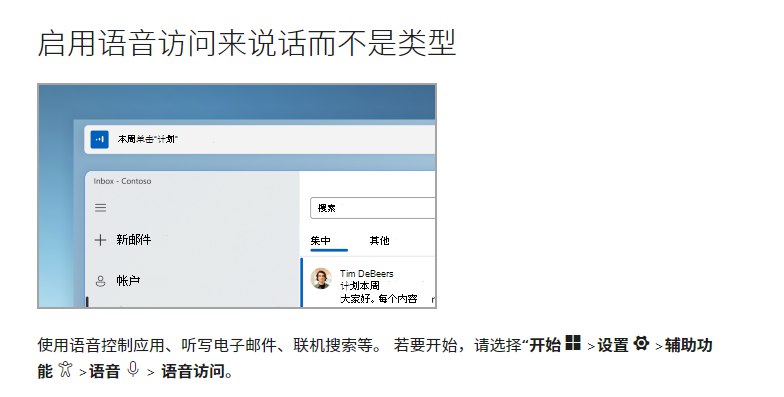 启用语音访问来说话而不是类型
本周单击"计划"
Inbox - Contoso
搜索
新邮件
集中 其他
帐户
Tim DeBeers
计划本周
大家好。每个内容
使用语音控制应用、听写电子邮件、联机搜索等。 若要开始，请选择“开始 >设置 >辅助功
能 >语音 > 语音访问。